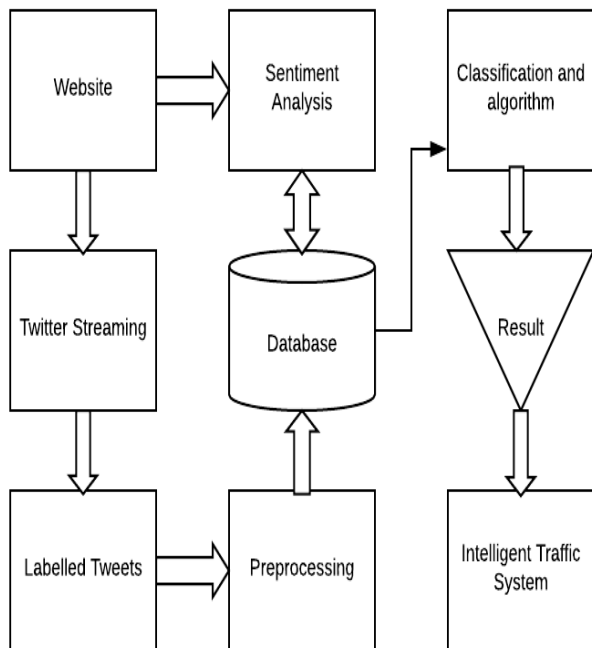 Website
Sentiment
Analysis
Classification and
algorithm
Twitter Streaming
Database
Result
Labelled Tweets
Preprocessing
Intelligent Traffic
System